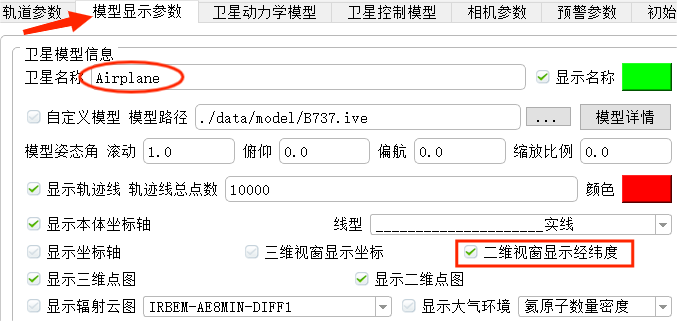 轨道参数 模型显示参数 卫星动力学模型 卫星控制模型 相机参数 预警参数 初始
卫星模型信息
卫星名称 Airplane 显示名称
自定义模型 模型路径 ./data/model/B737.ive ... 模型详情
模型姿态角 滚动 1.0 俯仰 0.0 偏航 0.0 缩放比例 0.0
显示轨迹线 轨迹线总点数 10000 颜色
显示本体坐标轴 线型 ______________________实线
显示坐标轴 三维视窗显示坐标 二维视窗显示经纬度
显示三维点图 显示二维点图
显示辐射云图 IRBEM-AE8MIN-DIFF1 显示大气环境 氦原子数量密度